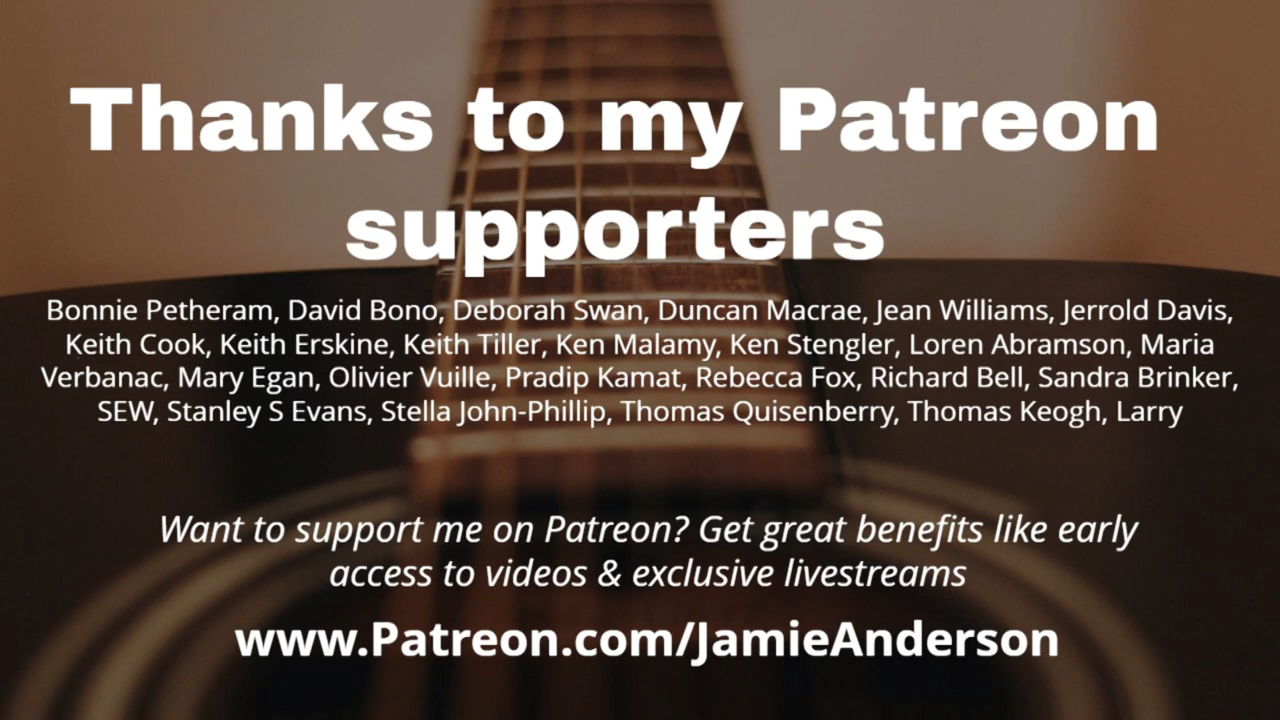 Thanks to my Patreon
supporters
Bonnie Petheram, David Bono, Deborah Swan, Duncan Macrae, Jean Williams, Jerrold Davis,
Keith Cook, Keith Erskine, Keith Tiller, Ken Malamy, Ken Stengler, Loren Abramson, Maria
Verbanac, Mary Egan, Olivier Vuille, Pradip Kamat, Rebecca Fox, Richard Bell, Sandra Brinker,
SEW, Stanley S Evans, Stella John-Phillip, Thomas Quisenberry, Thomas Keogh, Larry
Want to support me on Patreon? Get great benefits like early
access to videos & exclusive livestreams
www.Patreon.com/JamieAnderson